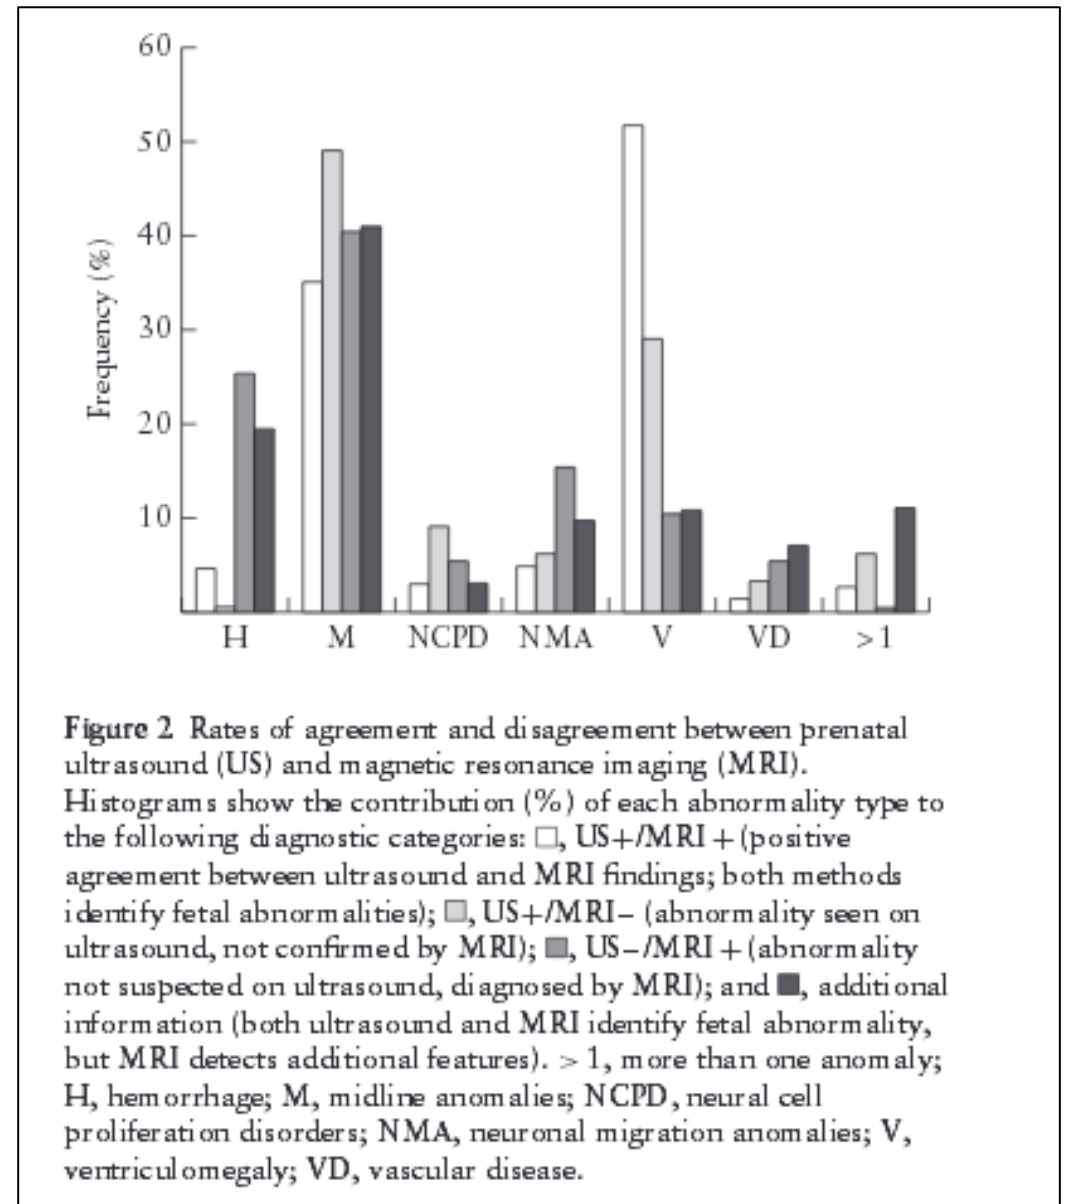 60
50
40
30
20
10
Frequency (%)
H M NCPD NMA V VD >1
Figure 2 Rates of agreement and disagreement between prenatal
ultrasound (US) and magnetic resonance imaging (MRI).
Histograms show the contribution (%) of each abnormality type to
the following diagnostic categories: □, US+/MRI+ (positive
agreement between ultrasound and MRI findings; both methods
identify fetal abnormalities); ■, US+/MRI– (abnormality seen on
ultrasound, not confirmed by MRI); ■, US–/MRI+ (abnormality
not suspected on ultrasound, diagnosed by MRI); and ■, additional
information (both ultrasound and MRI identify fetal abnormality,
but MRI detects additional features). >1, more than one anomaly;
H, hemorrhage; M, midline anomalies; NCPD, neural cell
proliferation disorders; NMA, neuronal migration anomalies; V,
ventriculomegaly; VD, vascular disease.